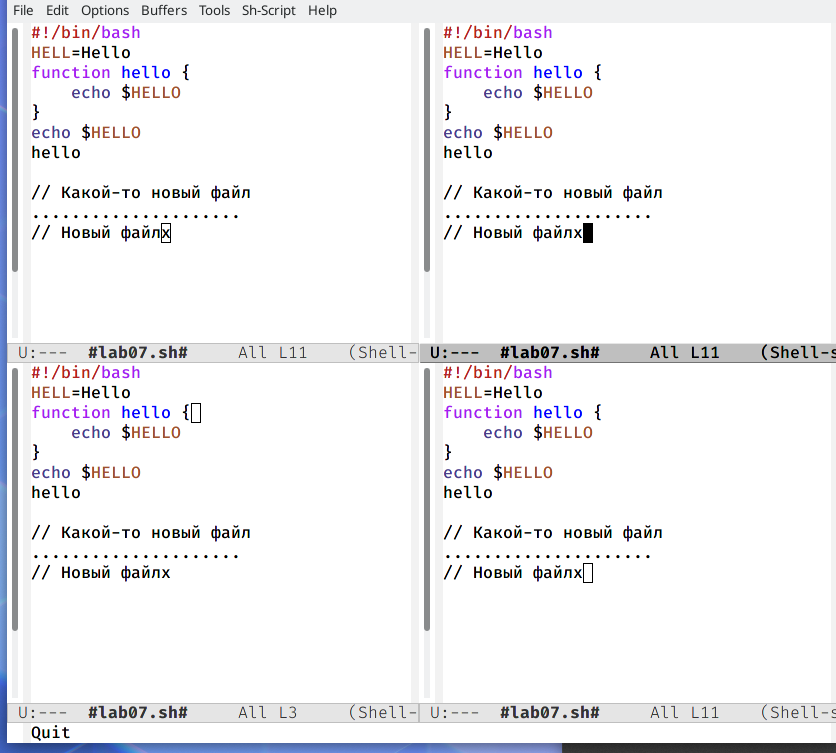 File Edit Options Buffers Tools Sh-Script Help
#!/bin/bash
HELL=Hello
function hello {
    echo $HELLO
}
echo $HELLO
hello
// Какой-то новый файл
.....................
// Новый файлx
U:--- #lab07.sh# All L11 (Shell-
#!/bin/bash
HELL=Hello
function hello {
    echo $HELLO
}
echo $HELLO
hello
// Какой-то новый файл
.....................
// Новый файлx
U:--- #lab07.sh# All L11 (Shell-s
#!/bin/bash
HELL=Hello
function hello {
    echo $HELLO
}
echo $HELLO
hello
// Какой-то новый файл
.....................
// Новый файлx
U:--- #lab07.sh# All L3 (Shell-
#!/bin/bash
HELL=Hello
function hello {
    echo $HELLO
}
echo $HELLO
hello
// Какой-то новый файл
.....................
// Новый файлx
U:--- #lab07.sh# All L11 (Shell-s
Quit